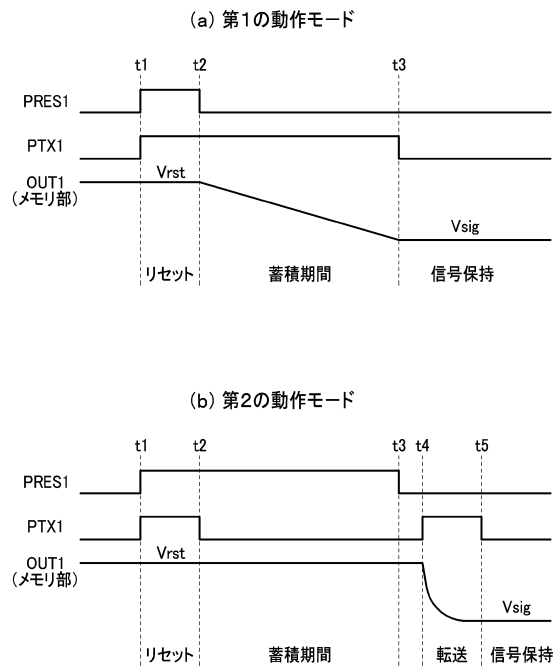 (a) 第1の動作モード
t1 t2 t3
PRES1
PTX1
OUT1
(メモリ部)
Vrst
Vsig
リセット 蓄積期間 信号保持
(b) 第2の動作モード
t1 t2 t3 t4 t5
PRES1
PTX1
OUT1
(メモリ部)
Vrst
Vsig
リセット 蓄積期間 転送 信号保持